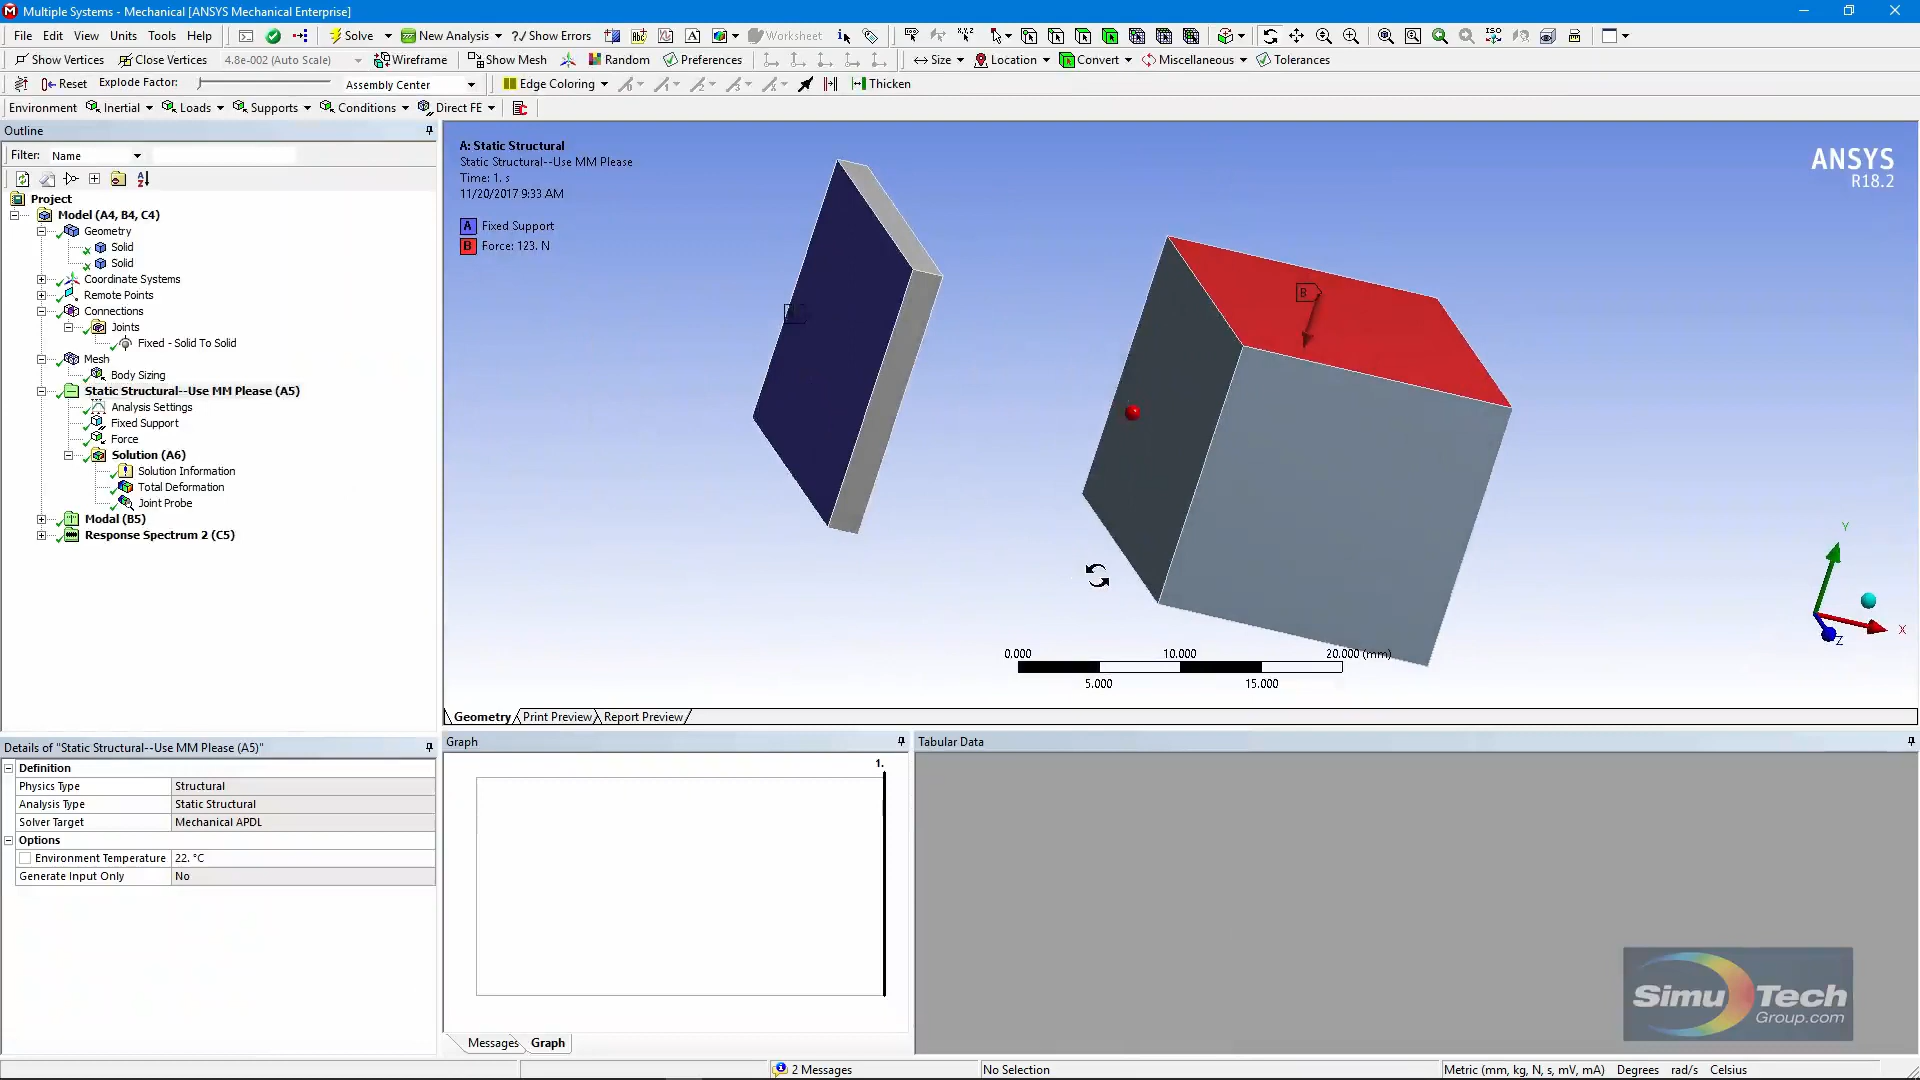 Multiple Systems - Mechanical [ANSYS Mechanical Enterprise]
File Edit View Units Tools Help Solve New Analysis Show Errors Worksheet
Show Vertices Close Vertices 4.8e-002 (Auto Scale) Wireframe Show Mesh Random Preferences Size Location Convert Miscellaneous Tolerances
Reset Explode Factor: Assembly Center Edge Coloring Thicken
Environment Inertial Loads Supports Conditions Direct FE
Outline
Filter: Name
Project
Model (A4, B4, C4)
Geometry
Solid
Solid
Coordinate Systems
Remote Points
Connections
Joints
Fixed - Solid To Solid
Mesh
Body Sizing
Static Structural--Use MM Please (A5)
Analysis Settings
Fixed Support
Force
Solution (A6)
Solution Information
Total Deformation
Joint Probe
Modal (B5)
Response Spectrum 2 (C5)
A: Static Structural
Static Structural--Use MM Please
Time: 1. s
11/20/2017 9:33 AM
A Fixed Support
B Force: 123. N
ANSYS
R18.2
B
Y
X
Z
0.000 10.000 20.000 (mm)
5.000 15.000
Geometry Print Preview Report Preview
Details of "Static Structural--Use MM Please (A5)"
Definition
Physics Type Structural
Analysis Type Static Structural
Solver Target Mechanical APDL
Options
Environment Temperature 22. °C
Generate Input Only No
Graph
1.
Messages Graph
Tabular Data
SimuTech
Group.com
2 Messages No Selection Metric (mm, kg, N, s, mV, mA) Degrees rad/s Celsius